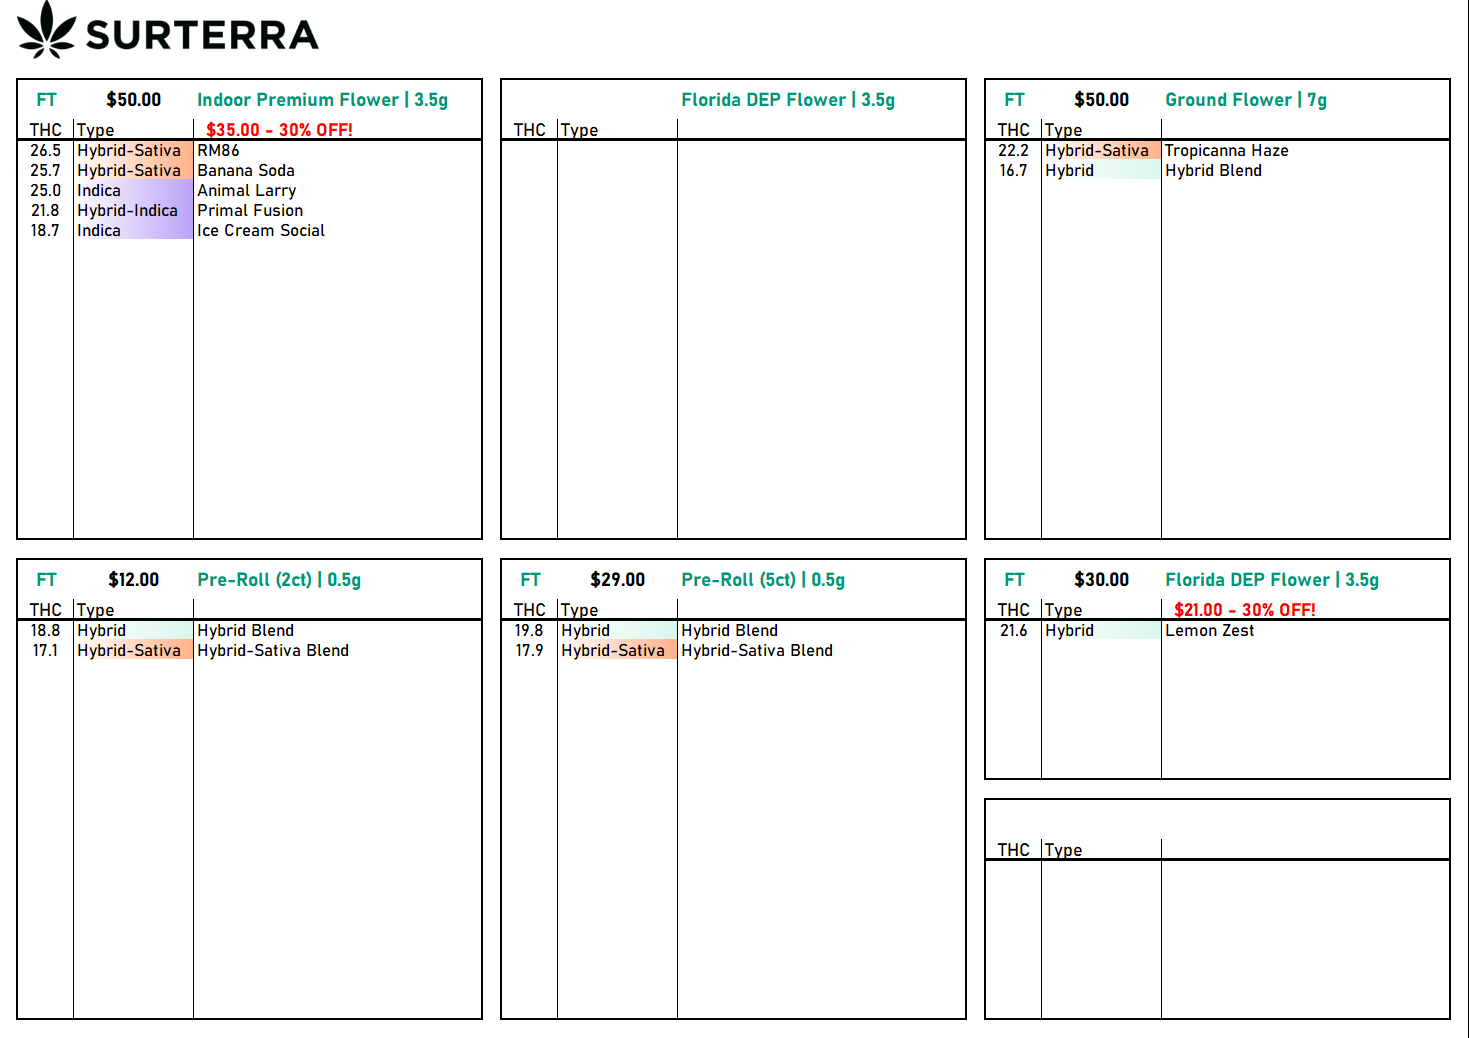 SURTERRA
FT $50.00 Indoor Premium Flower | 3.5g
THC Type $35.00 - 30% OFF!
26.5 Hybrid-Sativa RM86
25.7 Hybrid-Sativa Banana Soda
25.0 Indica Animal Larry
21.8 Hybrid-Indica Primal Fusion
18.7 Indica Ice Cream Social
Florida DEP Flower | 3.5g
THC Type
FT $50.00 Ground Flower | 7g
THC Type
22.2 Hybrid-Sativa Tropicanna Haze
16.7 Hybrid Hybrid Blend
FT $12.00 Pre-Roll (2ct) | 0.5g
THC Type
18.8 Hybrid Hybrid Blend
17.1 Hybrid-Sativa Hybrid-Sativa Blend
FT $29.00 Pre-Roll (5ct) | 0.5g
THC Type
19.8 Hybrid Hybrid Blend
17.9 Hybrid-Sativa Hybrid-Sativa Blend
FT $30.00 Florida DEP Flower | 3.5g
THC Type $21.00 - 30% OFF!
21.6 Hybrid Lemon Zest
THC Type